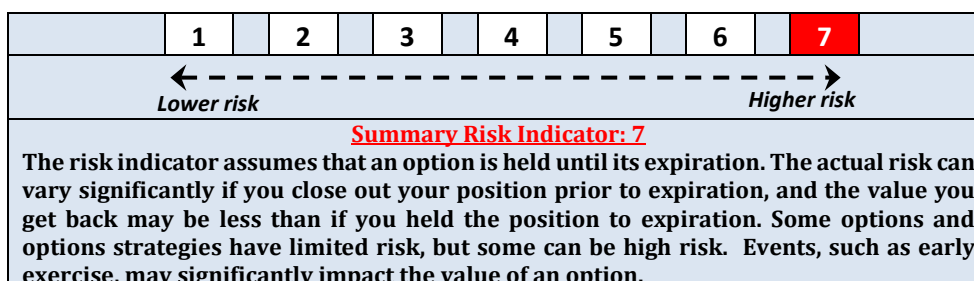 1 2 3 4 5 6 7
Lower risk Higher risk
Summary Risk Indicator: 7
The risk indicator assumes that an option is held until its expiration. The actual risk can
vary significantly if you close out your position prior to expiration, and the value you
get back may be less than if you held the position to expiration. Some options and
options strategies have limited risk, but some can be high risk. Events, such as early
exercise, may significantly impact the value of an option.